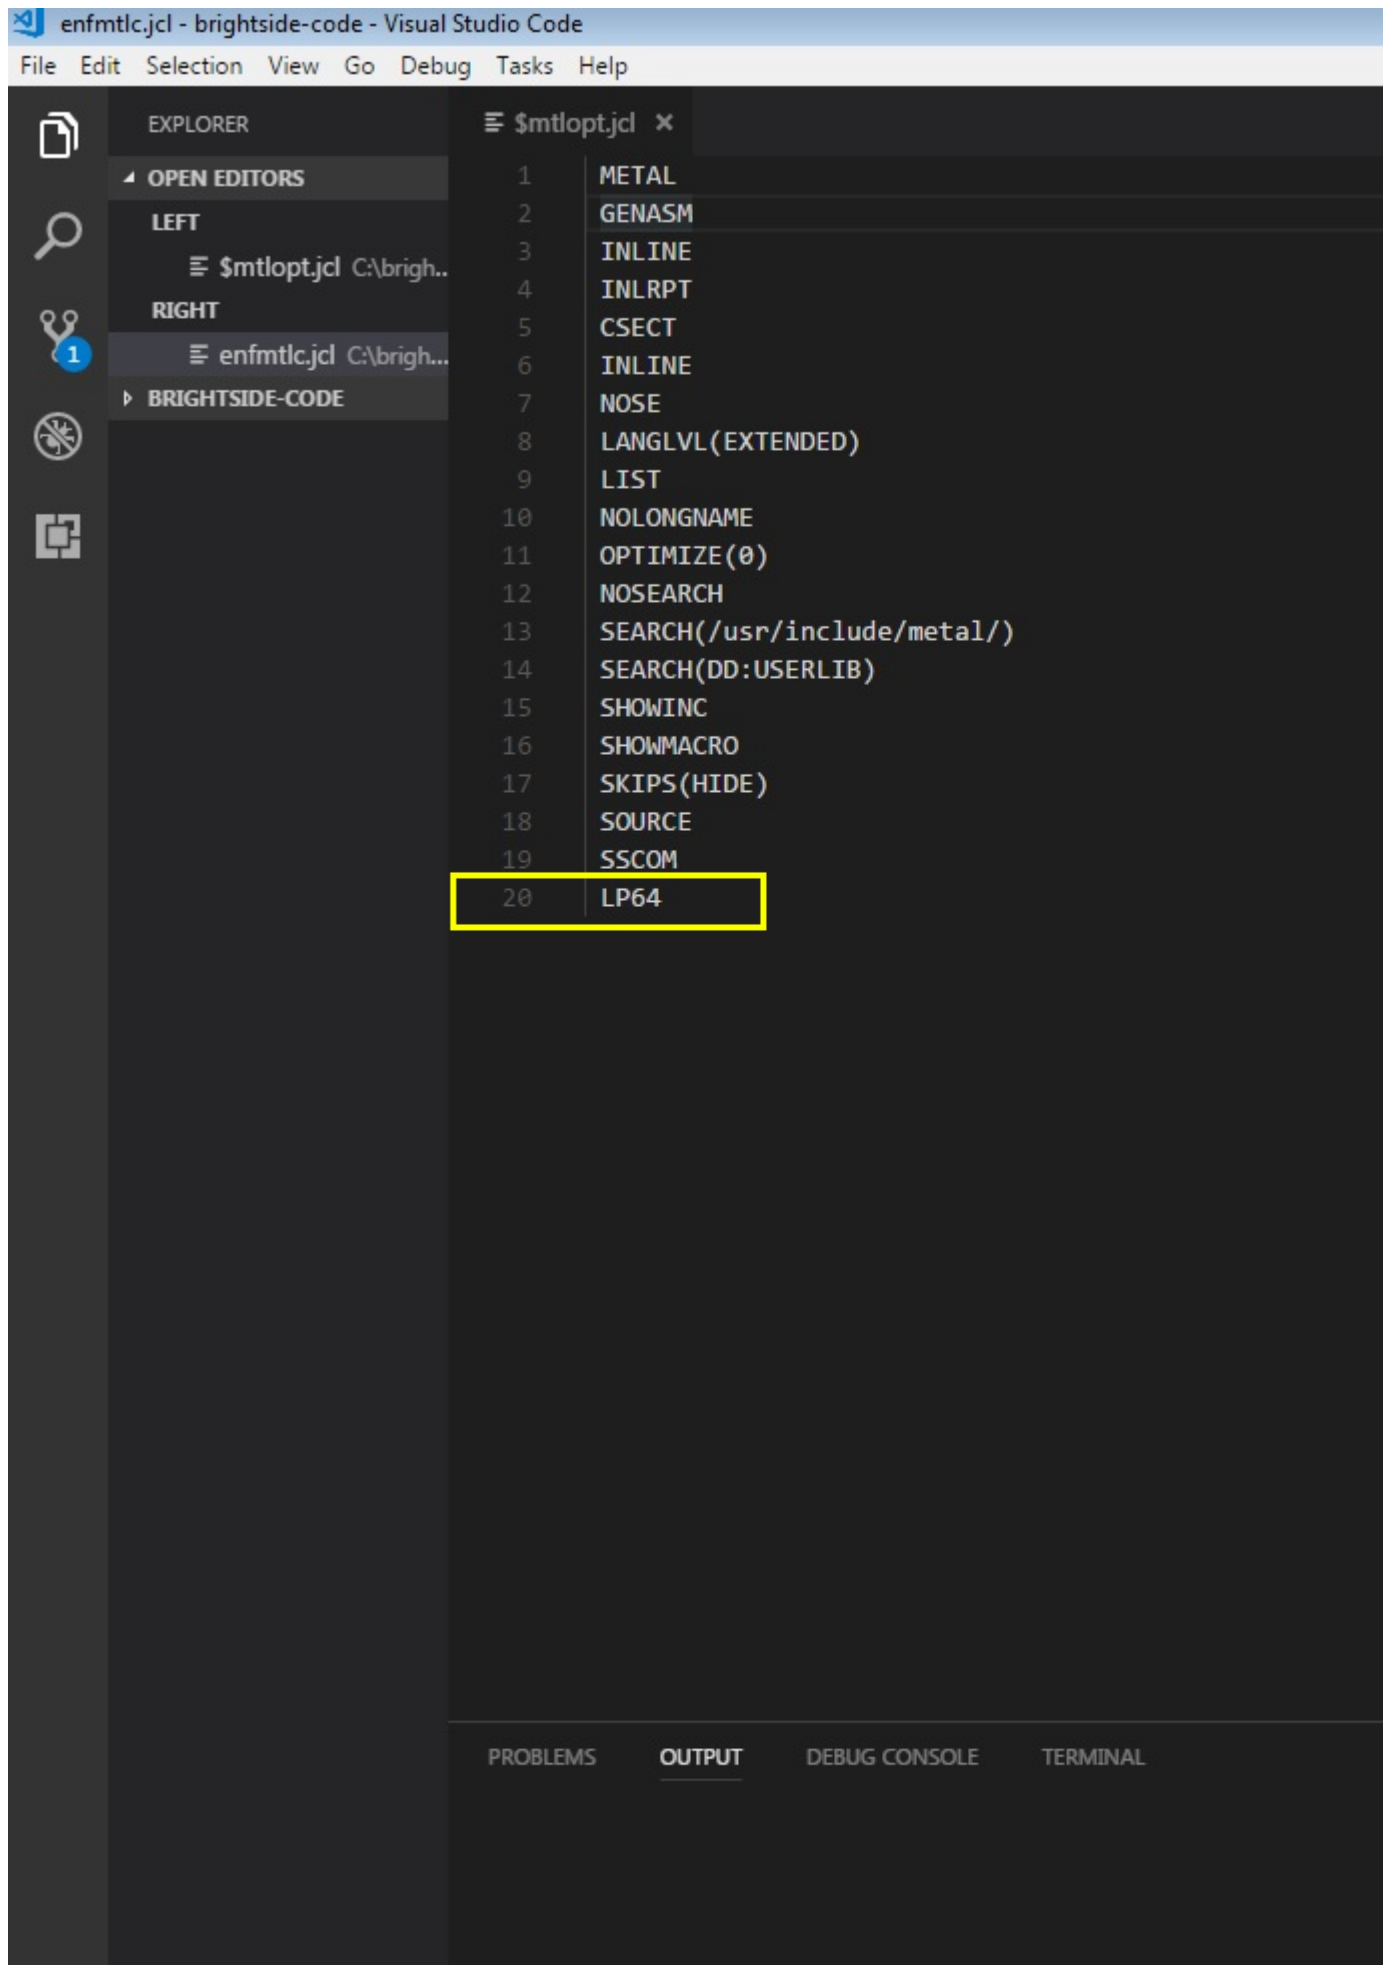 enfmtlc.jcl - brightside-code - Visual Studio Code
File Edit Selection View Go Debug Tasks Help
EXPLORER
OPEN EDITORS
LEFT
$mtlopt.jcl C:\brigh..
RIGHT
enfmtlc.jcl C:\brigh...
BRIGHTSIDE-CODE
1
$mtlopt.jcl ×
1 METAL
2 GENASM
3 INLINE
4 INLRPT
5 CSECT
6 INLINE
7 NOSE
8 LANGLVL(EXTENDED)
9 LIST
10 NOLONGNAME
11 OPTIMIZE(0)
12 NOSEARCH
13 SEARCH(/usr/include/metal/)
14 SEARCH(DD:USERLIB)
15 SHOWINC
16 SHOWMACRO
17 SKIPS(HIDE)
18 SOURCE
19 SSCOM
20 LP64
PROBLEMS OUTPUT DEBUG CONSOLE TERMINAL